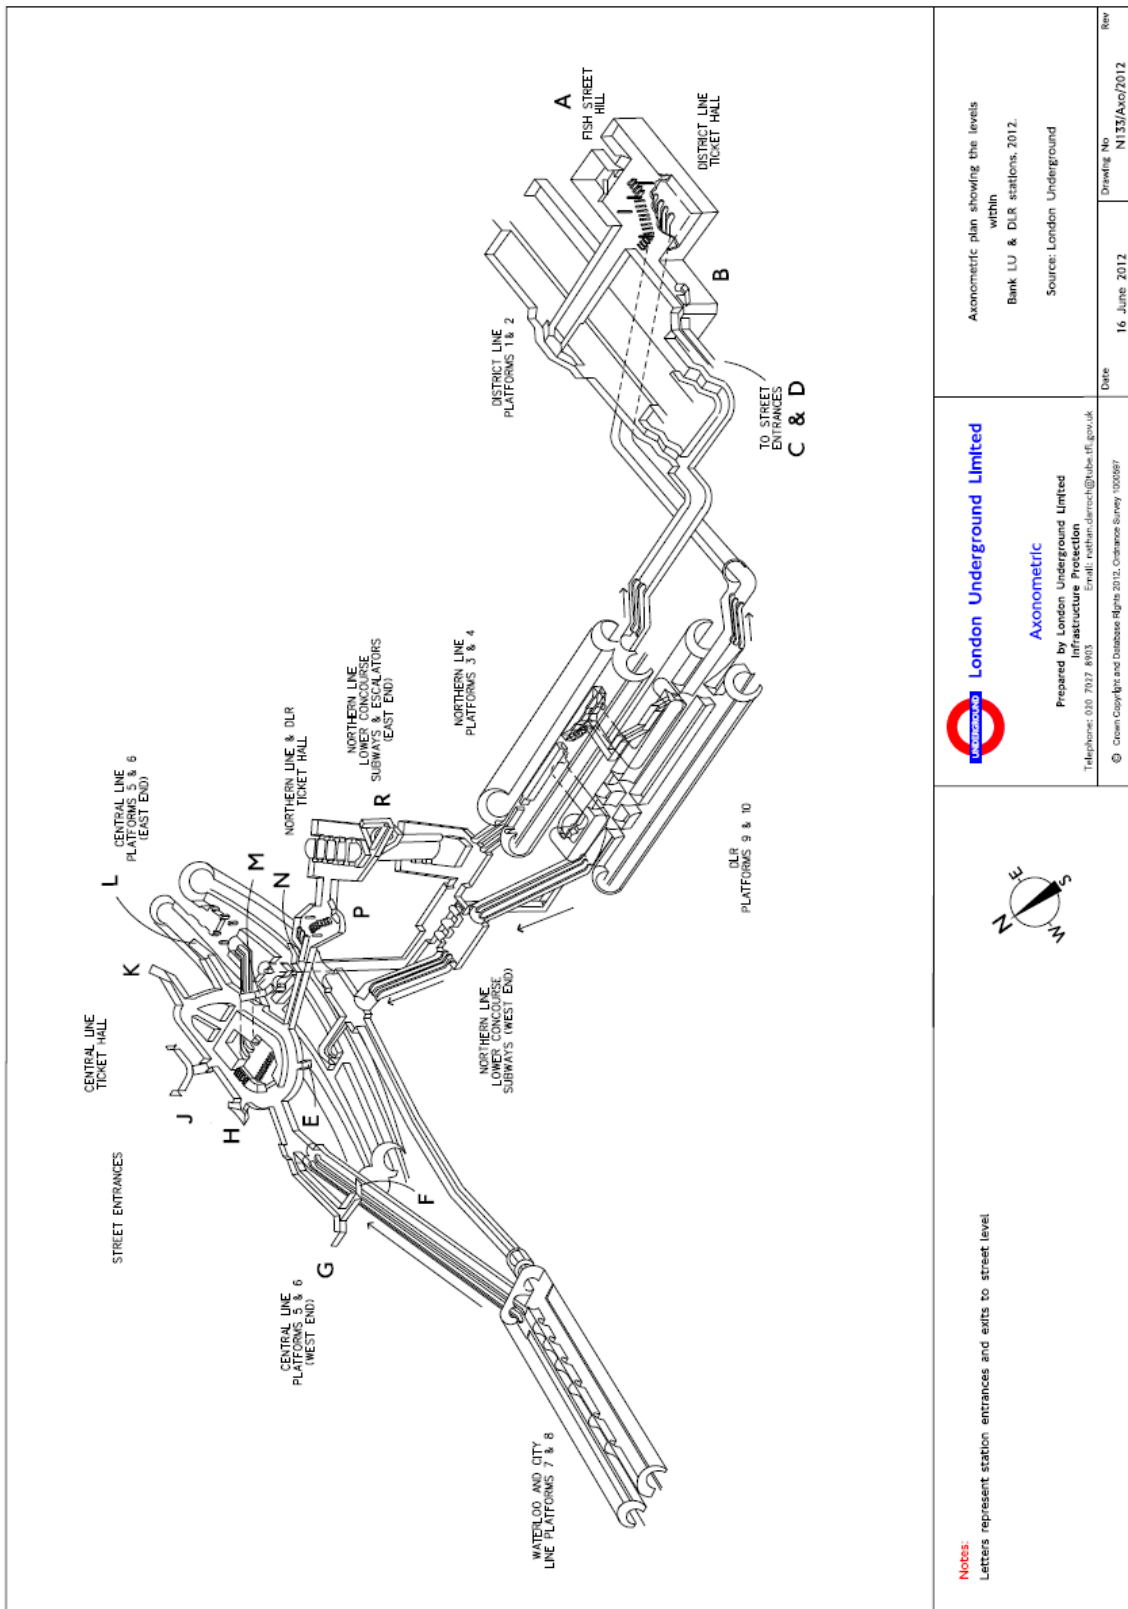 STREET ENTRANCES
CENTRAL LINE
TICKET HALL
CENTRAL LINE
PLATFORMS 5 & 6
(EAST END)
NORTHERN LINE & DLR
TICKET HALL
NORTHERN LINE
LOWER CONCOURSE
SUBWAYS & ESCALATORS
(EAST END)
NORTHERN LINE
PLATFORMS 3 & 4
DISTRICT LINE
PLATFORMS 1 & 2
FISH STREET
HILL
A
DISTRICT LINE
TICKET HALL
B
TO STREET
ENTRANCES
C & D
J
K
L
M
N
P
R
H
E
G
F
CENTRAL LINE
PLATFORMS 5 & 6
(WEST END)
NORTHERN LINE
LOWER CONCOURSE
SUBWAYS (WEST END)
WATERLOO AND CITY
LINE PLATFORMS 7 & 8
DLR
PLATFORMS 9 & 10
Notes:
Letters represent station entrances and exits to street level
N
E
S
W
UNDERGROUND
London Underground Limited
Axonometric
Prepared by London Underground Limited
Infrastructure Protection
Telephone: 020 7027 8903 Email: nathan.darroch@tube.tfl.gov.uk
© Crown Copyright and Database Rights 2012, Ordnance Survey
Axonometric plan showing the levels
within
Bank LU & DLR stations, 2012.
Source: London Underground
Date
16 June 2012
Drawing No
N133/Axo/2012
Rev